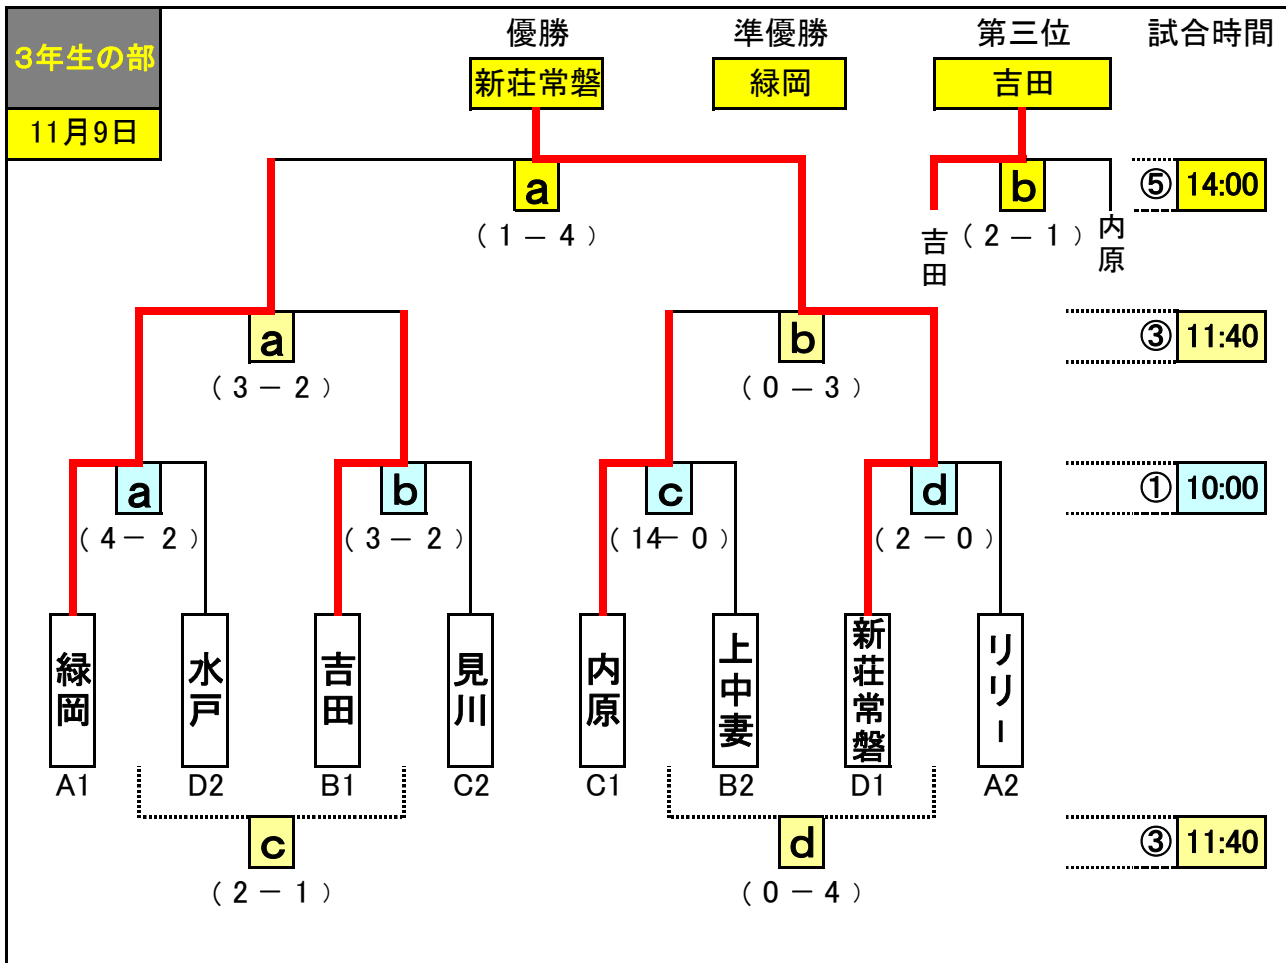 ３年生の部
11月9日
優勝
準優勝
第三位
試合時間
新荘常磐
緑岡
吉田
a
b
⑤
14:00
( 1 － 4 )
吉田
( 2 － 1 )
内原
a
b
③
11:40
( 3 － 2 )
( 0 － 3 )
a
b
c
d
①
10:00
( 4 － 2 )
( 3 － 2 )
( 14－ 0 )
( 2 － 0 )
緑岡
水戸
吉田
見川
内原
上中妻
新荘常磐
リリー
A1
D2
B1
C2
C1
B2
D1
A2
c
d
③
11:40
( 2 － 1 )
( 0 － 4 )